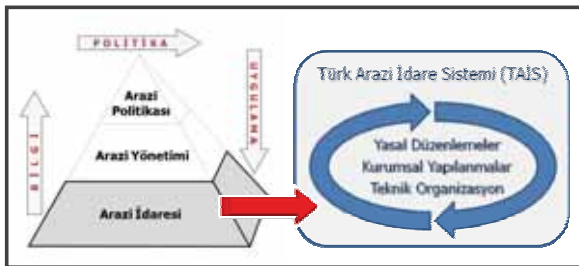 POLİTİKA
BİLGİ
UYGULAMA
Arazi
Politikası
Arazi Yönetimi
Arazi İdaresi
Türk Arazi İdare Sistemi (TAİS)
Yasal Düzenlemeler
Kurumsal Yapılanmalar
Teknik Organizasyon